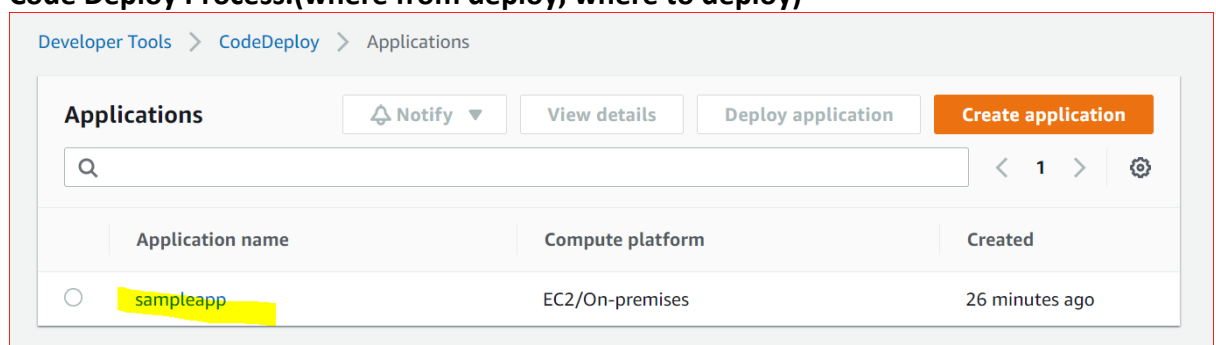 Code Deploy Process:(where from deploy, where to deploy)
Developer Tools > CodeDeploy > Applications
Applications Notify ▼ View details Deploy application Create application
< 1 >
Application name Compute platform Created
sampleapp EC2/On-premises 26 minutes ago